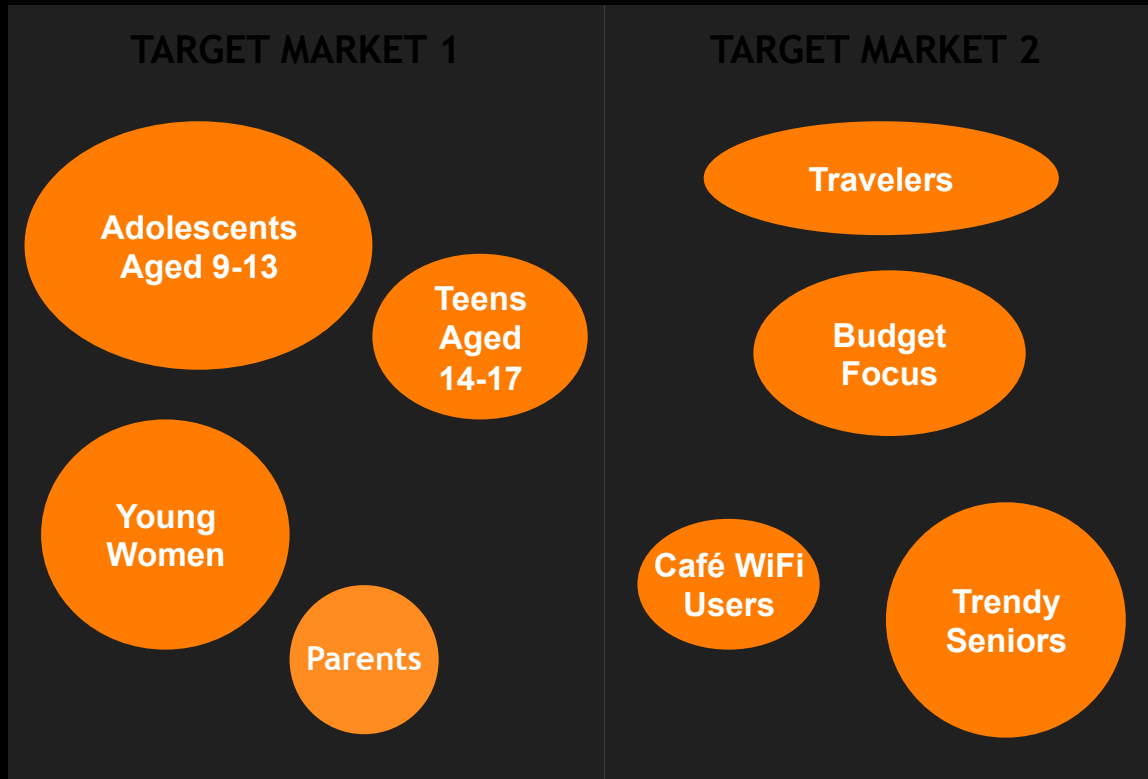 TARGET MARKET 1
Adolescents
Aged 9-13
Teens
Aged
14-17
Young
Women
Parents
TARGET MARKET 2
Travelers
Budget
Focus
Café WiFi
Users
Trendy
Seniors